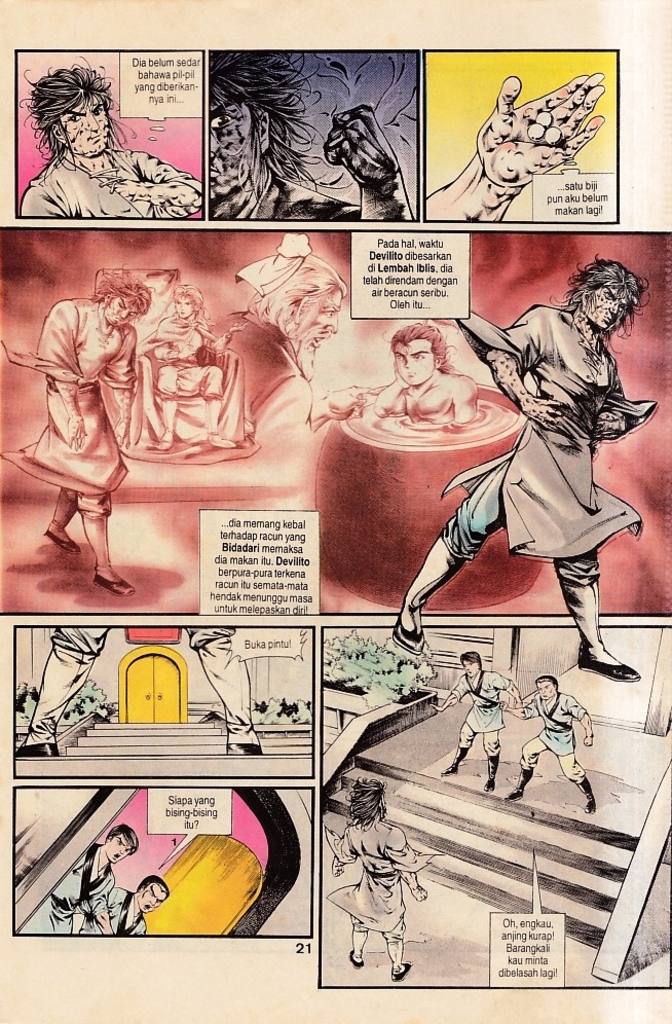 Dia belum sedar
bahawa pil-pil
yang diberikan-
nya ini...
...satu biji
pun aku belum
makan lagi!
Pada hal, waktu
Devilito dibesarkan
di Lembah Iblis, dia
telah direndam dengan
air beracun seribu.
Oleh itu...
...dia memang kebal
terhadap racun yang
Bidadari memaksa
dia makan itu. Devilito
berpura-pura terkena
racun itu semata-mata
hendak menunggu masa
untuk melepaskan diri!
Buka pintu!
Siapa yang
bising-bising
itu?
1
Oh, engkau,
anjing kurap!
Barangkali
kau minta
dibelasah lagi!
21